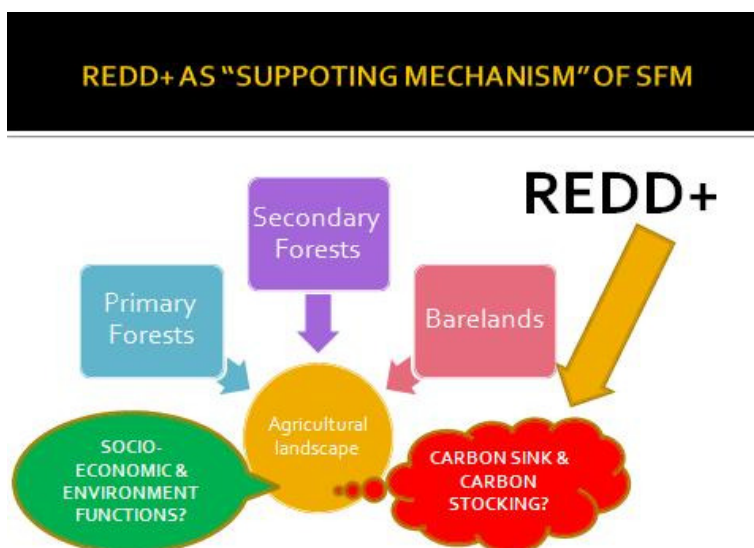 REDD+ AS “SUPPOTING MECHANISM” OF SFM
REDD+
Secondary
Forests
Primary
Forests
Barelands
Agricultural
landscape
SOCIO-
ECONOMIC &
ENVIRONMENT
FUNCTIONS?
CARBON SINK &
CARBON
STOCKING?